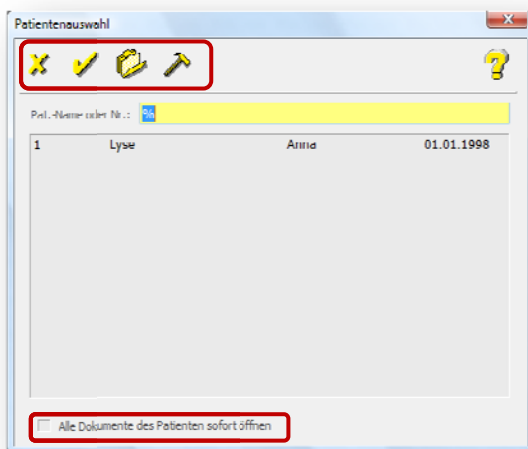 Patientenauswahl
Pat.-Name oder Nr.: %
1 Lyse Anna 01.01.1998
Alle Dokumente des Patienten sofort öffnen